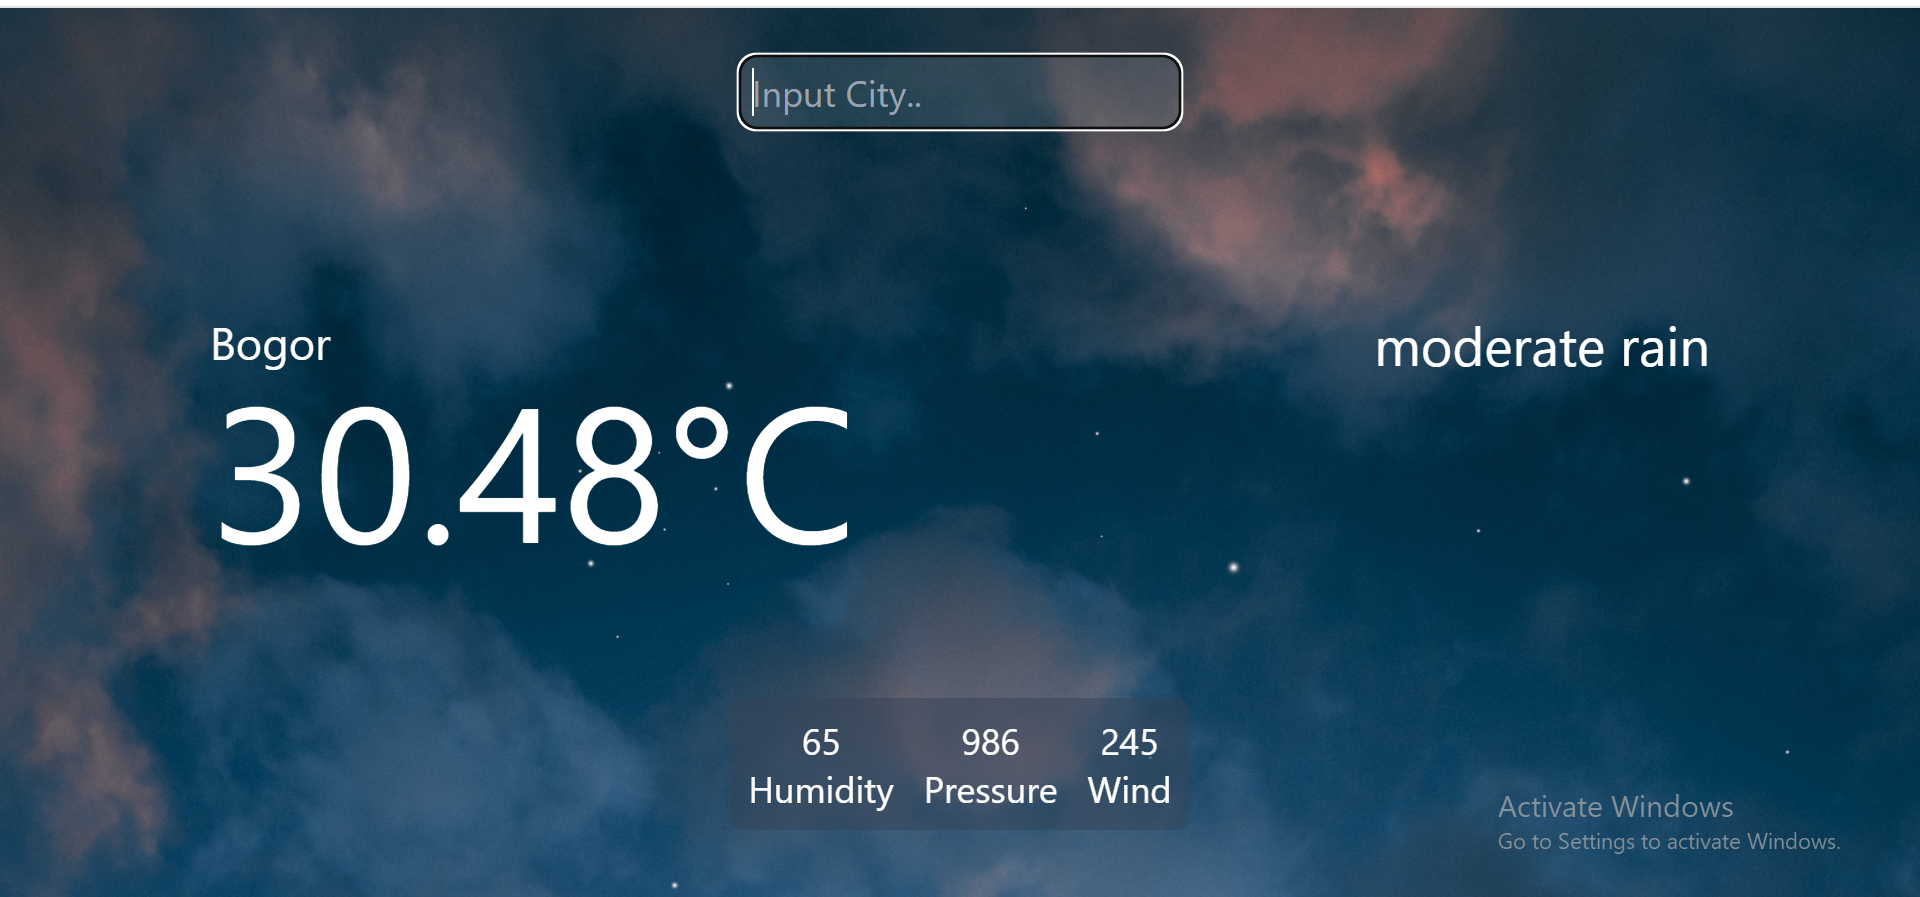 Input City..
Bogor
moderate rain
30.48°C
65 986 245
Humidity Pressure Wind
Activate Windows
Go to Settings to activate Windows.